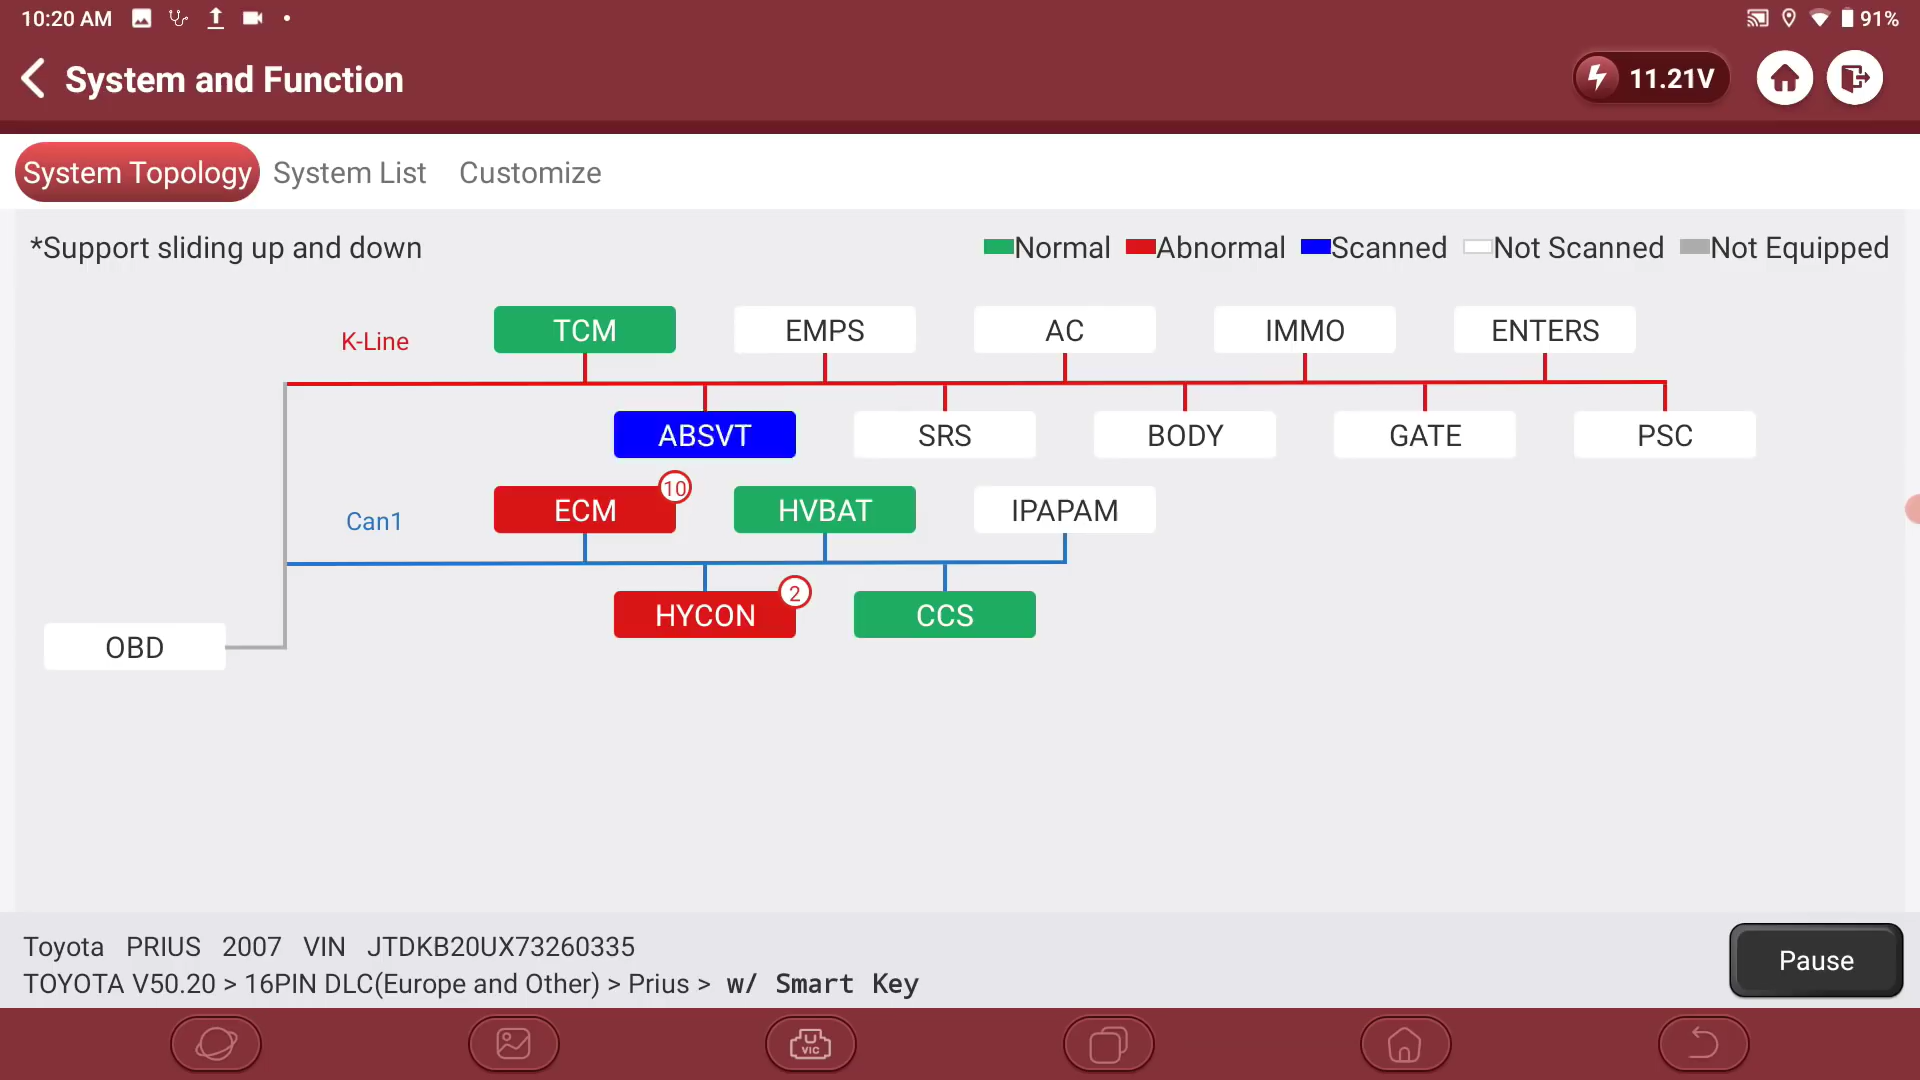 10:20 AM 91%
System and Function 11.21V
System Topology System List Customize
*Support sliding up and down Normal Abnormal Scanned Not Scanned Not Equipped
K-Line TCM EMPS AC IMMO ENTERS
ABSVT SRS BODY GATE PSC
10
Can1 ECM HVBAT IPAPAM
2
HYCON CCS
OBD
Toyota PRIUS 2007 VIN JTDKB20UX73260335
TOYOTA V50.20 > 16PIN DLC(Europe and Other) > Prius > w/ Smart Key
Pause
VIC